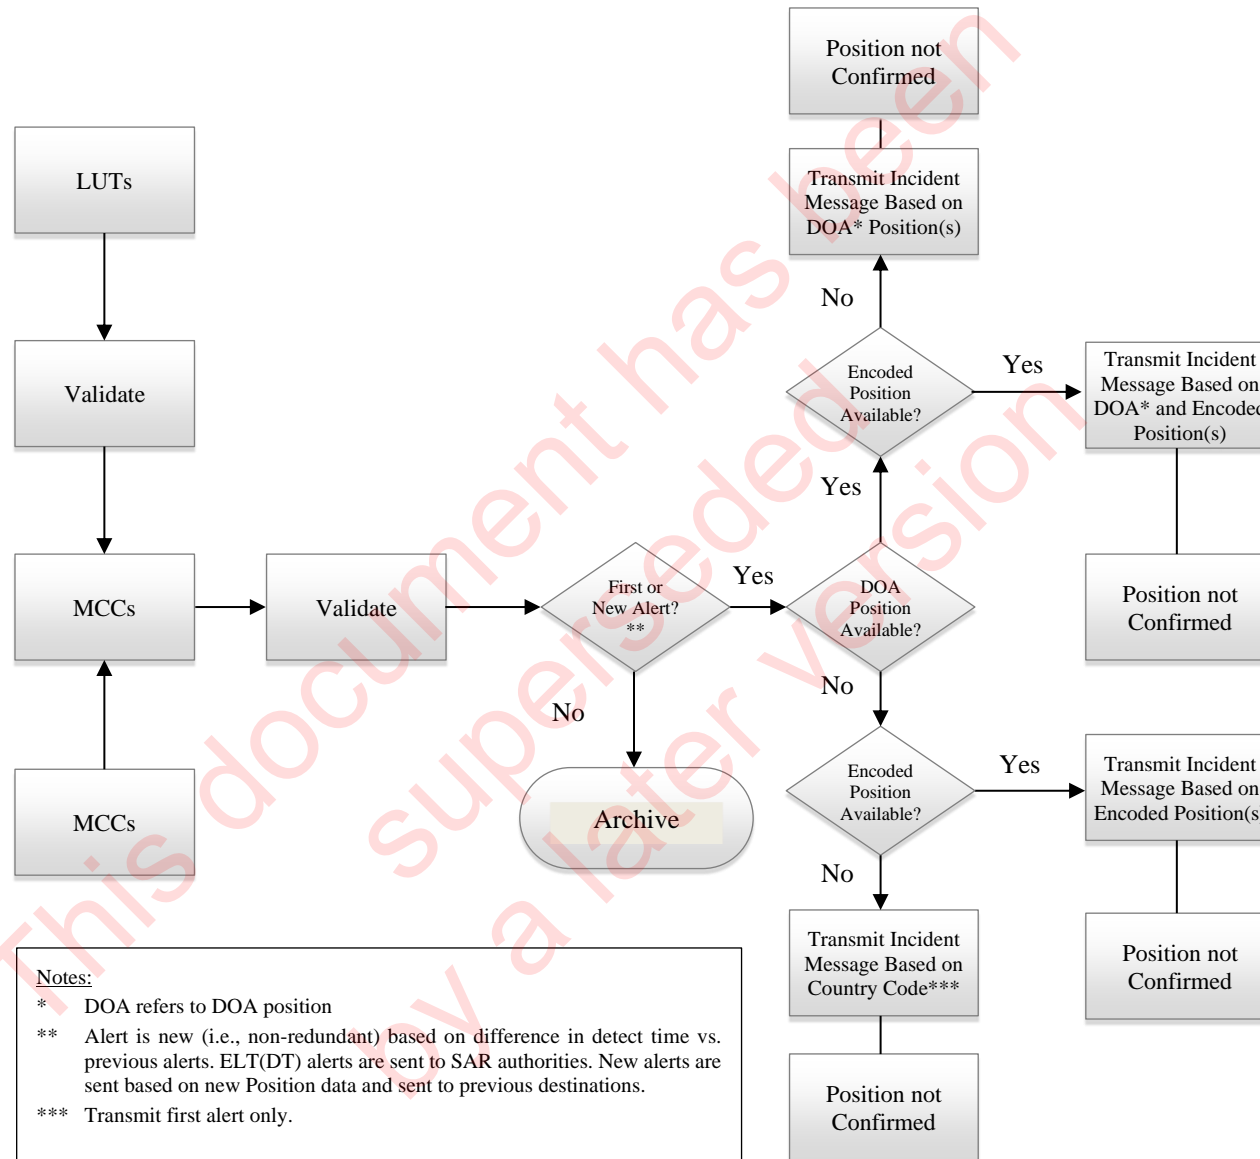 Position not
Confirmed
LUTs
Transmit Incident
Message Based on
DOA* Position(s)
No
Validate
Encoded
Position
Available?
Yes
Transmit Incident
Message Based on
DOA* and Encoded
Position(s)
Yes
MCCs
Validate
First or
New Alert?
**
Yes
DOA
Position
Available?
Position not
Confirmed
No
No
MCCs
Archive
Encoded
Position
Available?
Yes
Transmit Incident
Message Based on
Encoded Position(s
No
Transmit Incident
Message Based on
Country Code***
Position not
Confirmed
Position not
Confirmed
Notes:
* DOA refers to DOA position
** Alert is new (i.e., non-redundant) based on difference in detect time vs.
previous alerts. ELT(DT) alerts are sent to SAR authorities. New alerts are
sent based on new Position data and sent to previous destinations.
*** Transmit first alert only.
This document has been
superseded
by a later version